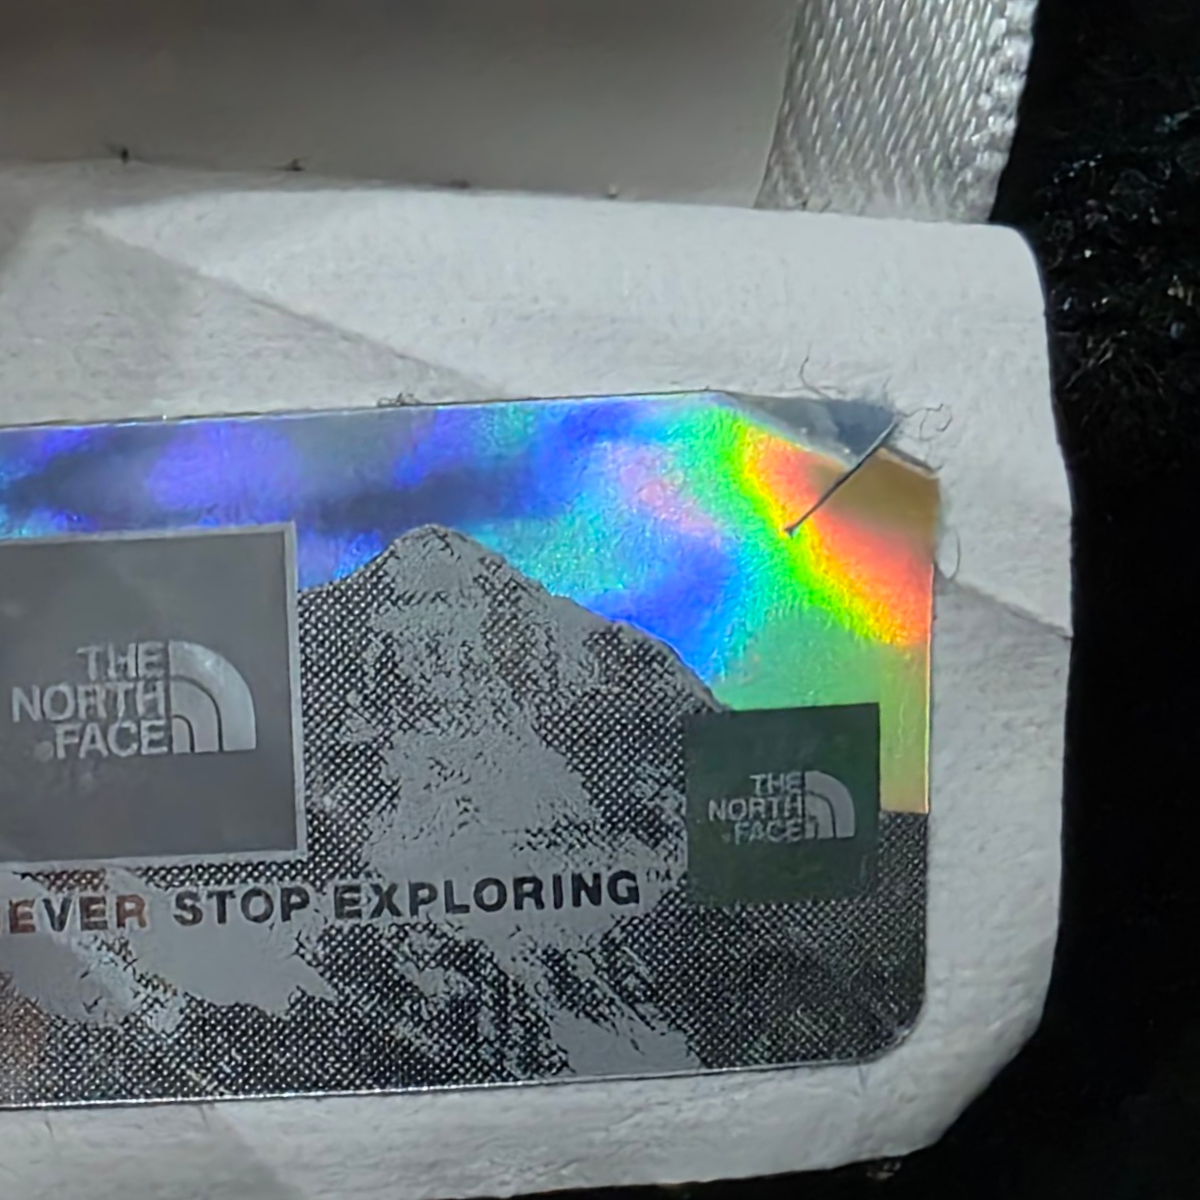 THE
NORTH
FACE
THE
NORTH
FACE
EVER STOP EXPLORING™